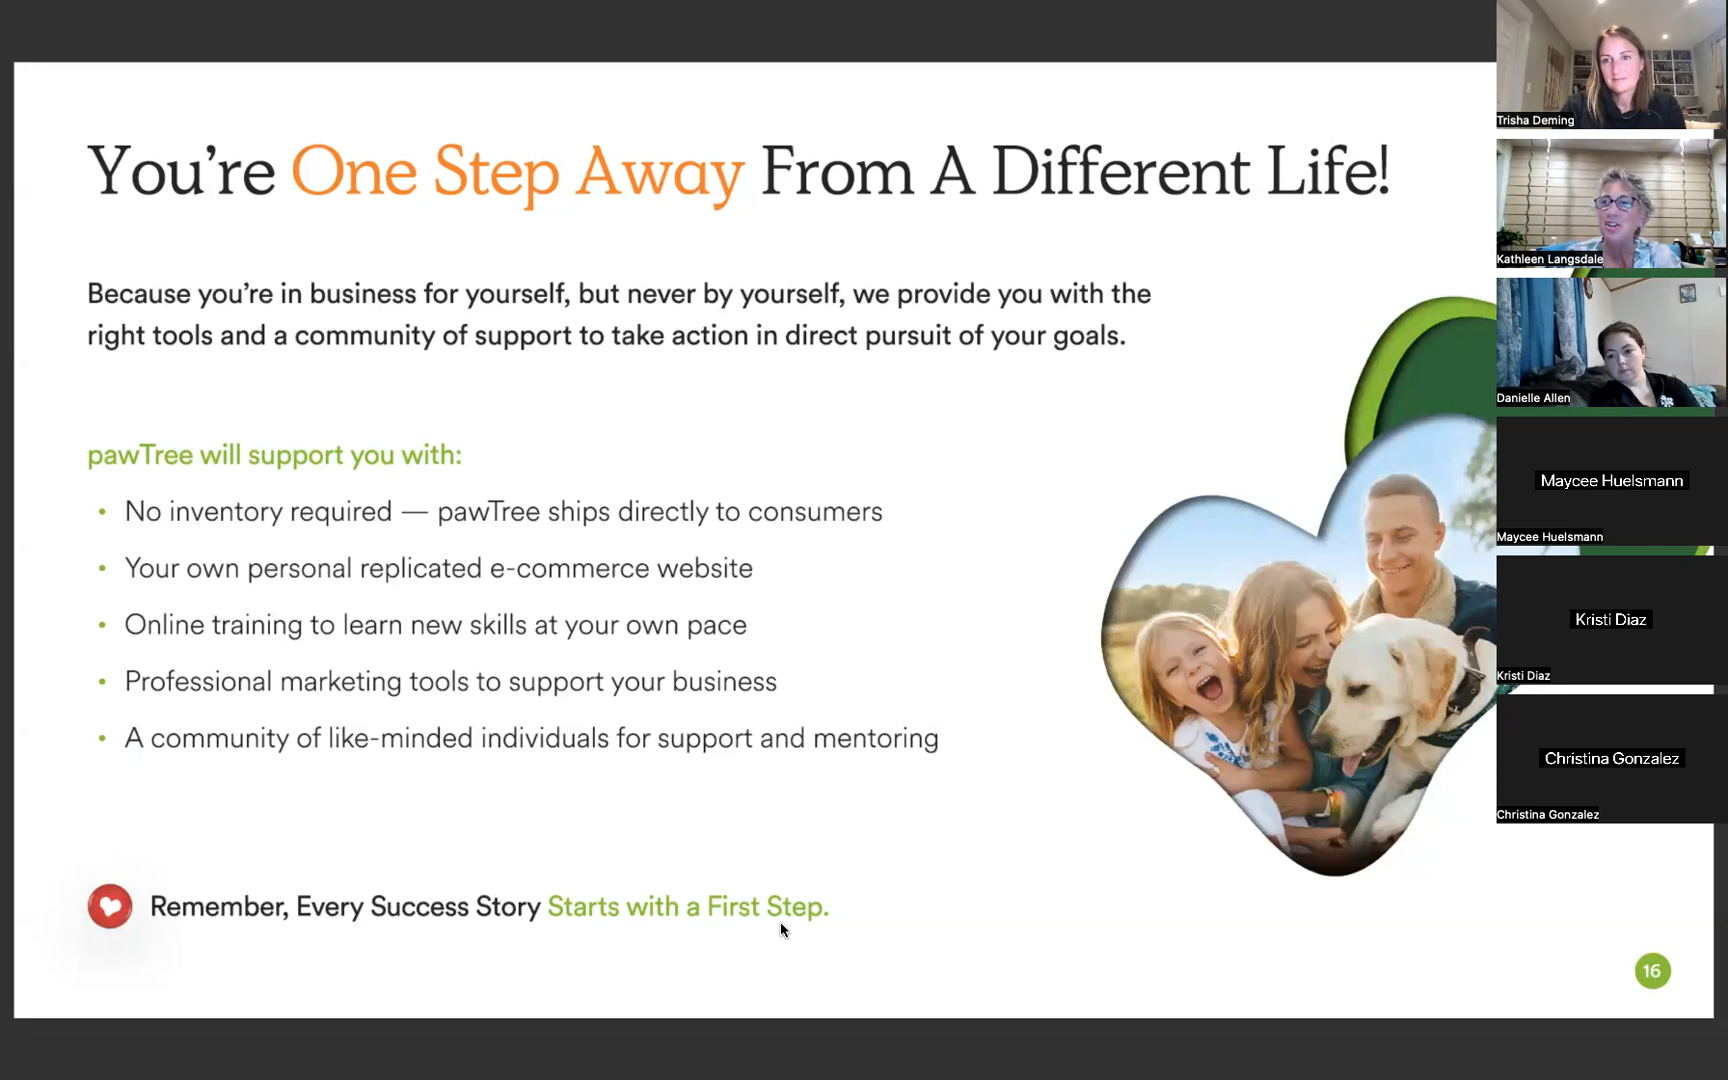 You're One Step Away From A Different Life!
Because you're in business for yourself, but never by yourself, we provide you with the
right tools and a community of support to take action in direct pursuit of your goals.
pawTree will support you with:
• No inventory required — pawTree ships directly to consumers
• Your own personal replicated e-commerce website
• Online training to learn new skills at your own pace
• Professional marketing tools to support your business
• A community of like-minded individuals for support and mentoring
Remember, Every Success Story Starts with a First Step.
16
Trisha Deming
Kathleen Langsdale
Danielle Allen
Maycee Huelsmann
Maycee Huelsmann
Kristi Diaz
Kristi Diaz
Christina Gonzalez
Christina Gonzalez